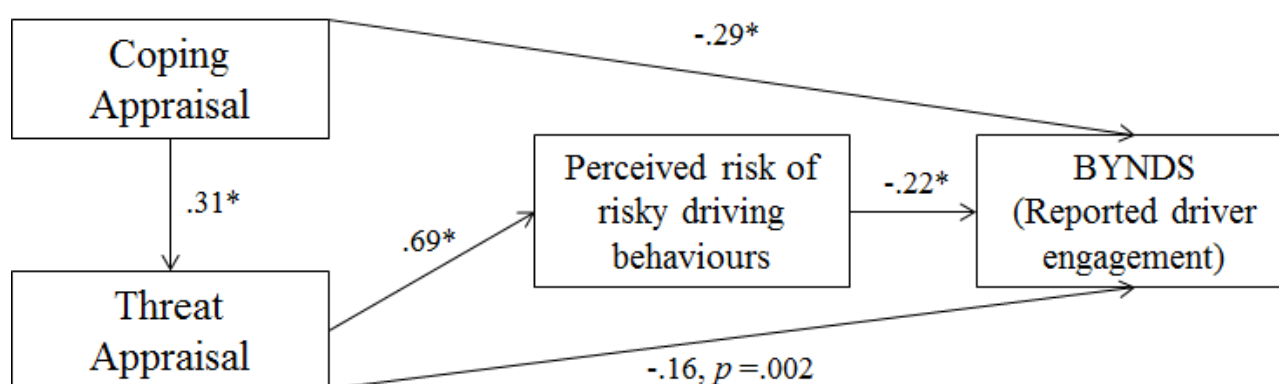 Coping
Appraisal
-.29*
.31*
Perceived risk of
risky driving
behaviours
-.22*
BYNDS
(Reported driver
engagement)
.69*
Threat
Appraisal
-.16, p =.002